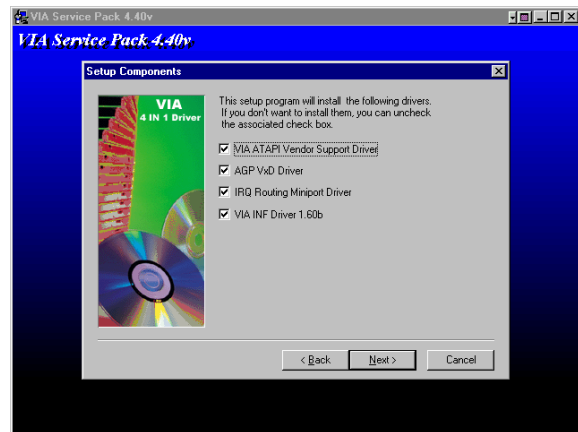 VIA Service Pack 4.40v
VIA Service Pack 4.40v
Setup Components
VIA
4 IN 1 Driver
This setup program will install the following drivers.
If you don't want to install them, you can uncheck
the associated check box.
VIA ATAPI Vendor Support Driver
AGP VxD Driver
IRQ Routing Miniport Driver
VIA INF Driver 1.60b
< Back
Next >
Cancel